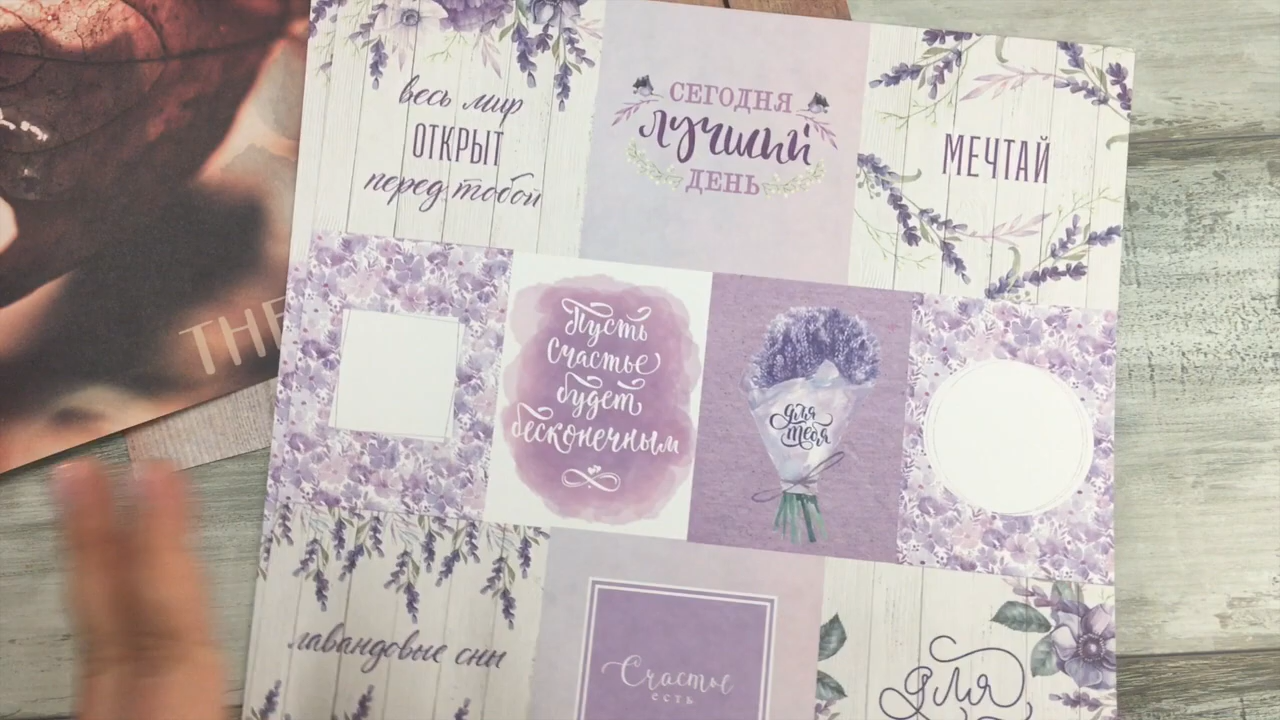 весь мир
ОТКРЫТ
перед тобой
СЕГОДНЯ
лучший
ДЕНЬ
МЕЧТАЙ
THE
Пусть
Счастье
будет
бесконечным
для
тебя
лавандовые сны
Счастье
есть
для